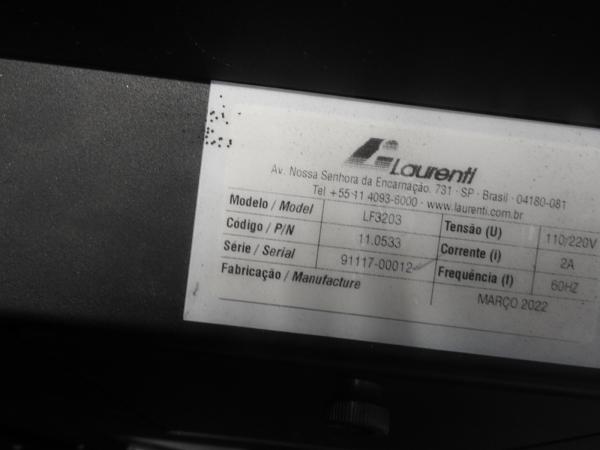 Laurenti
Av. Nossa Senhora da Encarnação, 731 · SP · Brasil · 04180-081
Tel +55 11 4093-6000 · www.laurenti.com.br
Modelo / Model LF3203 Tensão (U) 110/220V
Código / P/N 11.0533 Corrente (i) 2A
Série / Serial 91117-00012 Frequência (f) 60HZ
Fabricação / Manufacture MARÇO 2022